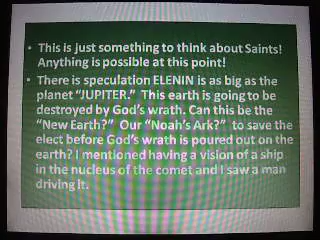 • This is just something to think about Saints!
Anything is possible at this point!
• There is speculation ELENIN is as big as the
planet “JUPITER.” This earth is going to be
destroyed by God’s wrath. Can this be the
“New Earth?” Our “Noah’s Ark?” to save the
elect before God’s wrath is poured out on the
earth? I mentioned having a vision of a ship
in the nucleus of the comet and I saw a man
driving it.